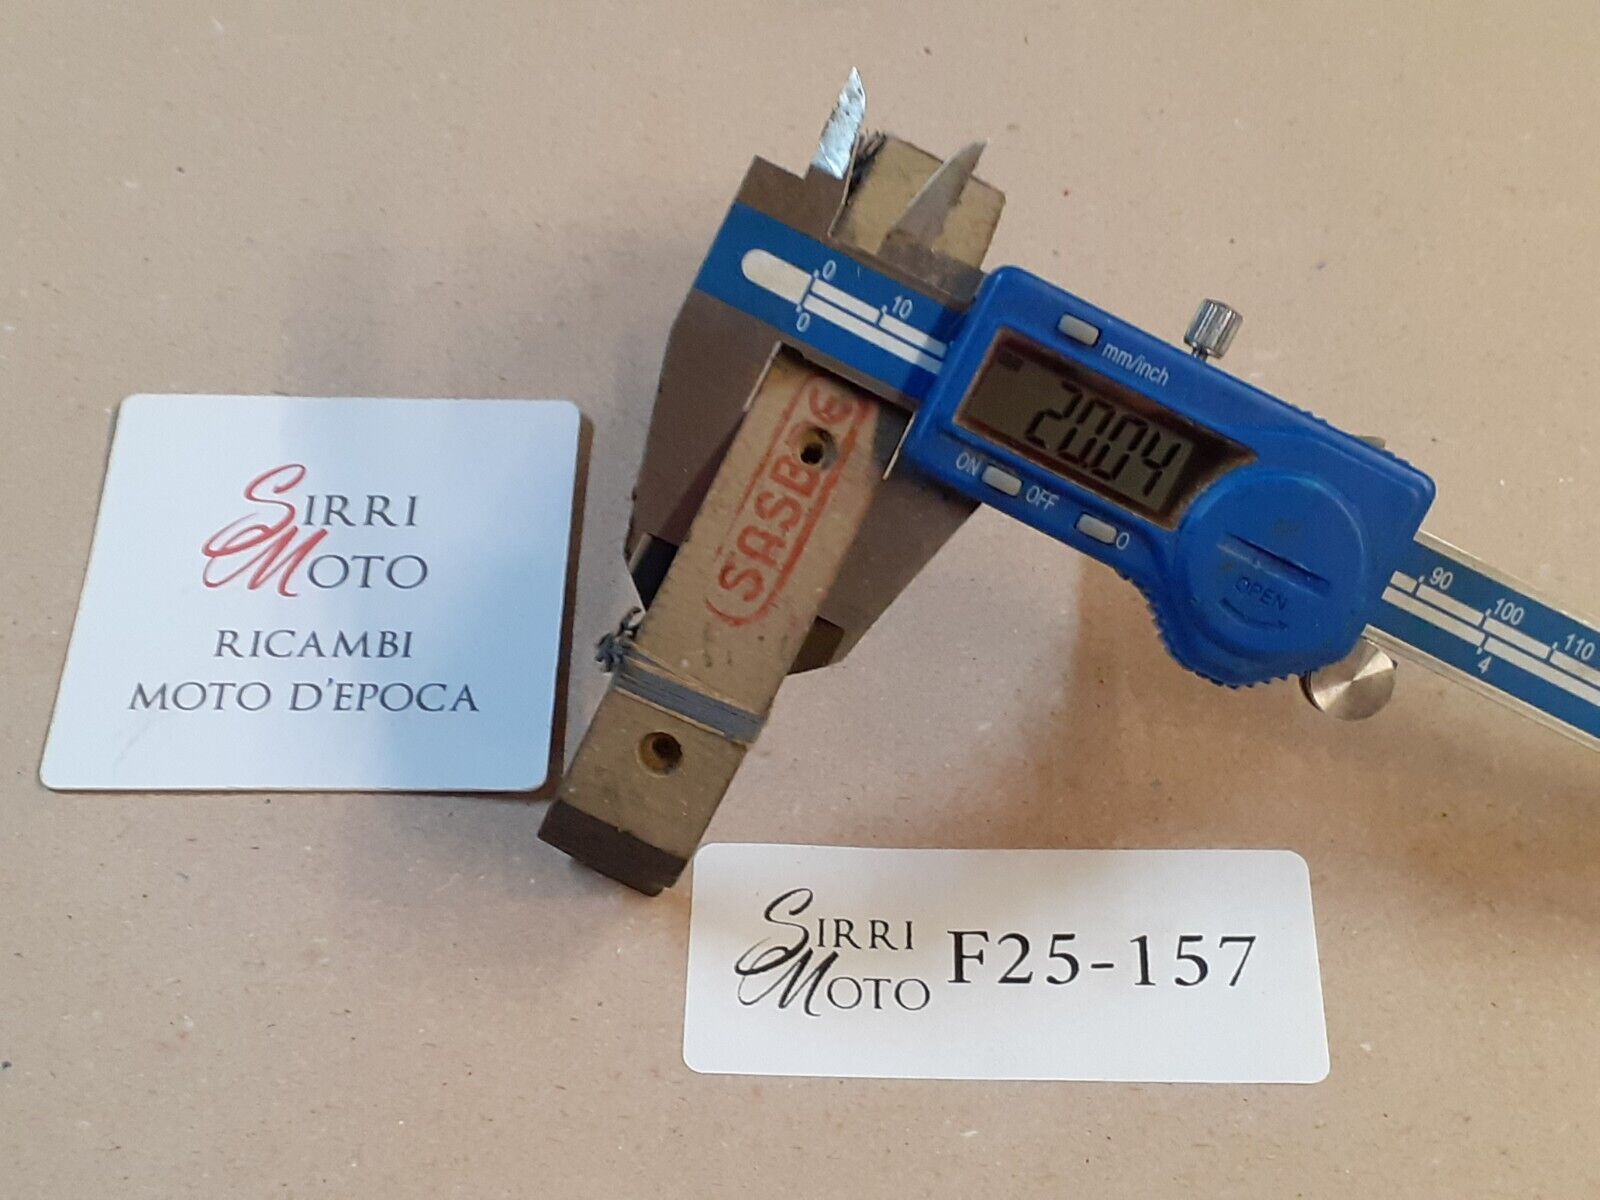 SIRRI
MOTO
RICAMBI
MOTO D'EPOCA
0 10
0
mm/inch
20.04
ON OFF
0
OPEN
90 100 110
4
SIRRI
MOTO
F25-157